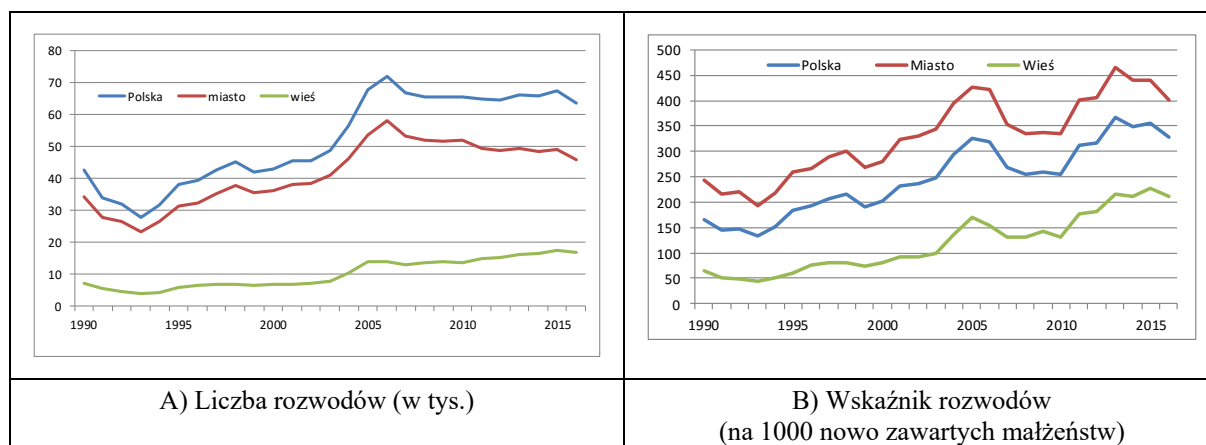 80
70
60
50
40
30
20
10
0
Polska miasto wieś
1990 1995 2000 2005 2010 2015
500
450
400
350
300
250
200
150
100
50
0
Polska Miasto Wieś
1990 1995 2000 2005 2010 2015
A) Liczba rozwodów (w tys.)
B) Wskaźnik rozwodów
(na 1000 nowo zawartych małżeństw)